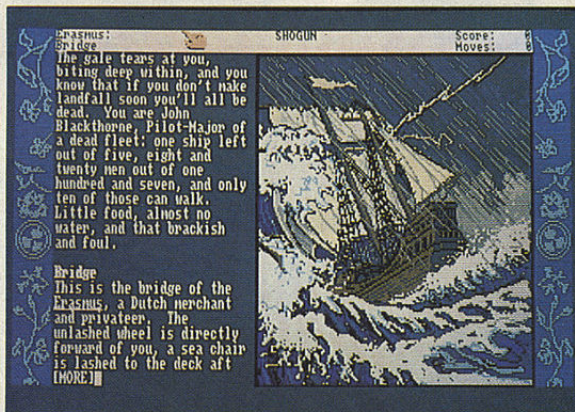 Erasmus: SHOGUN Score: 0
Bridge Moves: 0
The gale tears at you,
biting deep within, and you
know that if you don't make
landfall soon you'll all be
dead. You are John
Blackthorne, Pilot-Major of
a dead fleet: one ship left
out of five, eight and
twenty men out of one
hundred and seven, and only
ten of those can walk.
Little food, almost no
water, and that brackish
and foul.
Bridge
This is the bridge of the
Erasmus, a Dutch merchant
and privateer. The
unlashed wheel is directly
forward of you, a sea chair
is lashed to the deck aft
[MORE]